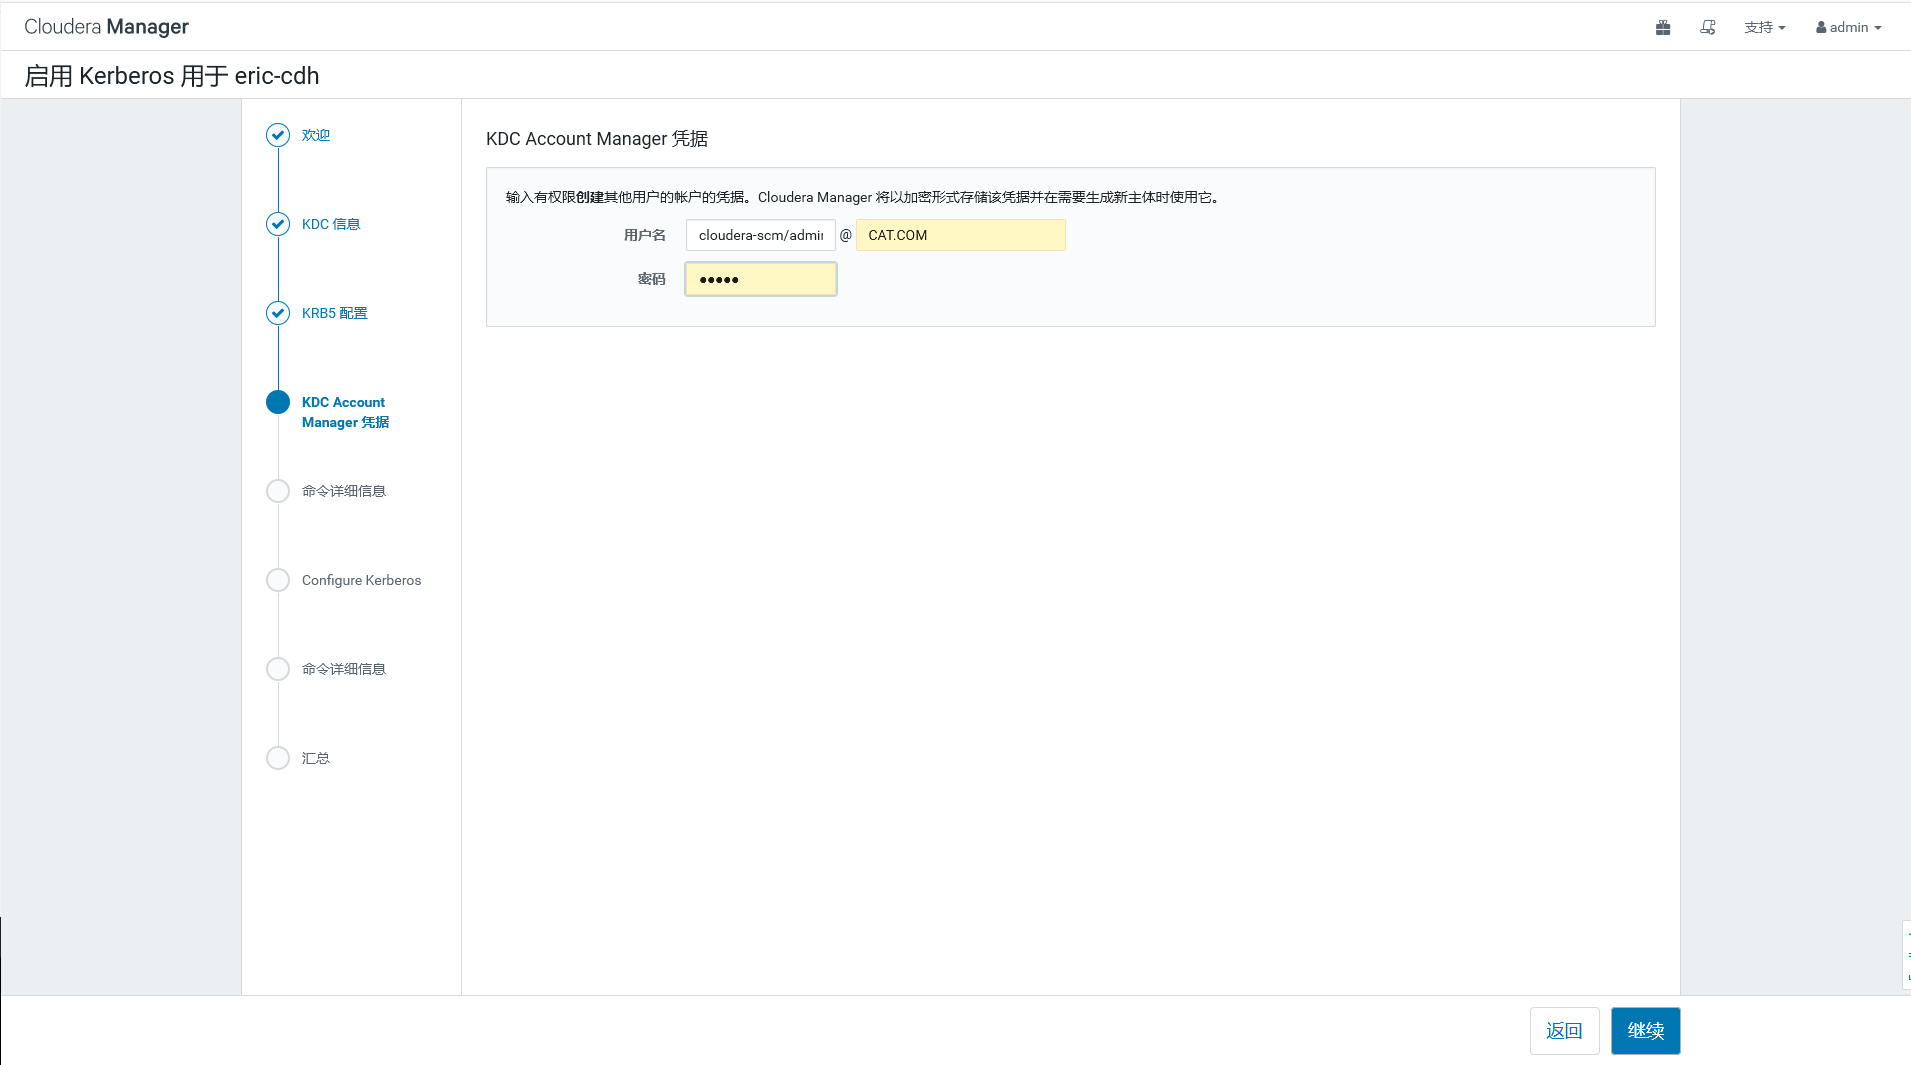 Cloudera Manager
支持
admin
启用 Kerberos 用于 eric-cdh
欢迎
KDC 信息
KRB5 配置
KDC Account
Manager 凭据
命令详细信息
Configure Kerberos
命令详细信息
汇总
KDC Account Manager 凭据
输入有权限创建其他用户的帐户的凭据。Cloudera Manager 将以加密形式存储该凭据并在需要生成新主体时使用它。
用户名 cloudera-scm/admin @ CAT.COM
密码 •••••
返回 继续